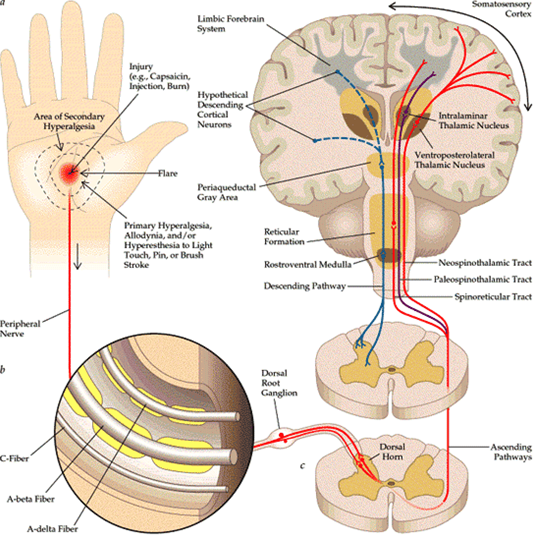 a
Injury
(e.g., Capsaicin,
Injection, Burn)
Area of Secondary
Hyperalgesia
Flare
Primary Hyperalgesia,
Allodynia, and/or
Hyperesthesia to Light
Touch, Pin, or Brush
Stroke
Peripheral
Nerve
b
C-Fiber
A-beta Fiber
A-delta Fiber
Somatosensory
Cortex
Limbic Forebrain
System
Hypothetical
Descending
Cortical
Neurons
Intralaminar
Thalamic Nucleus
Ventroposterolateral
Thalamic Nucleus
Periaqueductal
Gray Area
Reticular
Formation
Rostroventral Medulla
Descending Pathway
Neospinothalamic Tract
Paleospinothalamic Tract
Spinoreticular Tract
Dorsal
Root
Ganglion
Dorsal
Horn
c
Ascending
Pathways